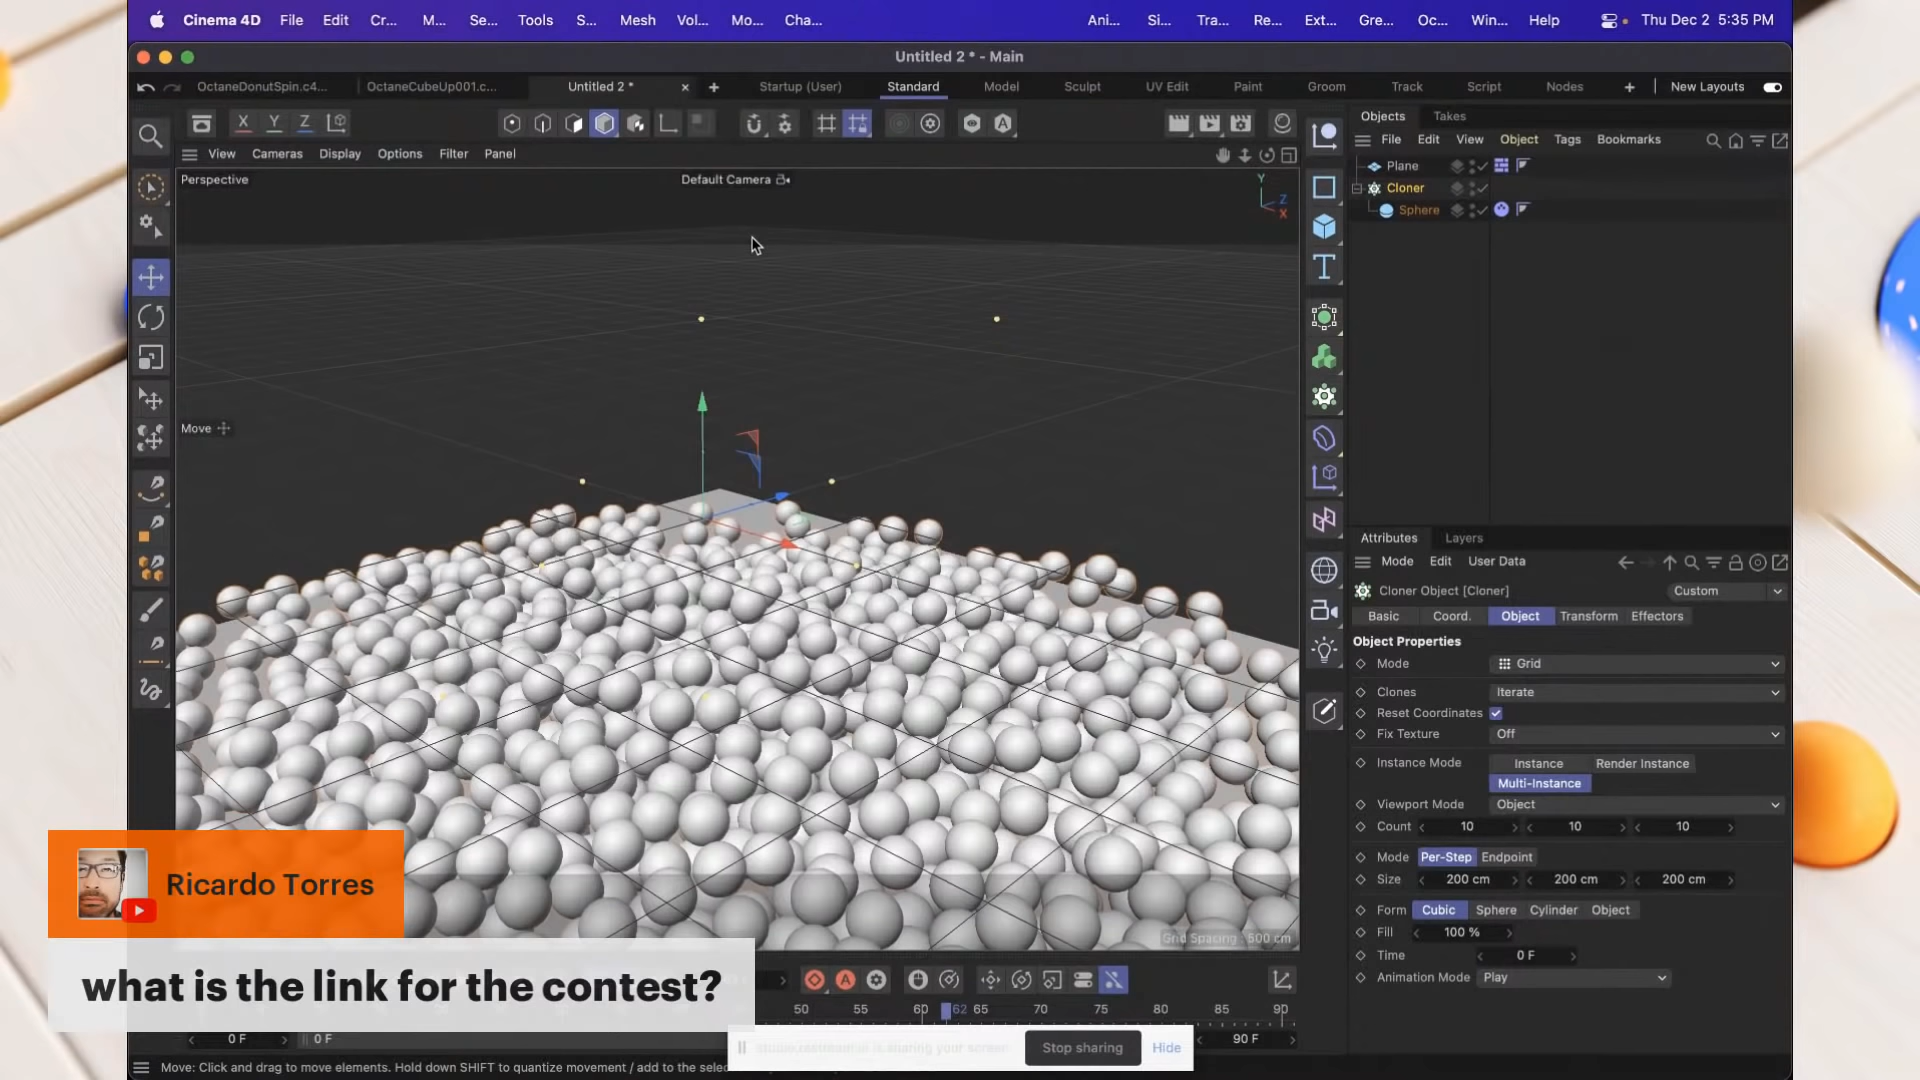 Cinema 4D File Edit Cr... M... Se... Tools S... Mesh Vol... Mo... Cha... Ani... Si... Tra... Re... Ext... Gre... Oc... Win... Help Thu Dec 2 5:35 PM
Untitled 2 * - Main
OctaneDonutSpin.c4... OctaneCubeUp001.c... Untitled 2 * × + Startup (User) Standard Model Sculpt UV Edit Paint Groom Track Script Nodes + New Layouts
X Y Z
Objects Takes
File Edit View Object Tags Bookmarks
View Cameras Display Options Filter Panel
Perspective
Default Camera
Y
Z
X
Plane
Cloner
Sphere
Move
Attributes Layers
Mode Edit User Data
Cloner Object [Cloner] Custom
Basic Coord. Object Transform Effectors
Object Properties
Mode Grid
Clones Iterate
Reset Coordinates
Fix Texture Off
Instance Mode Instance Render Instance
Multi-Instance
Viewport Mode Object
Count 10 10 10
Mode Per-Step Endpoint
Size 200 cm 200 cm 200 cm
Form Cubic Sphere Cylinder Object
Fill 100 %
Time 0 F
Animation Mode Play
Grid Spacing : 500 cm
Ricardo Torres
what is the link for the contest?
50 55 60 62 65 70 75 80 85 90
0 F 0 F 90 F
is sharing your screen. Stop sharing Hide
Move: Click and drag to move elements. Hold down SHIFT to quantize movement / add to the selec